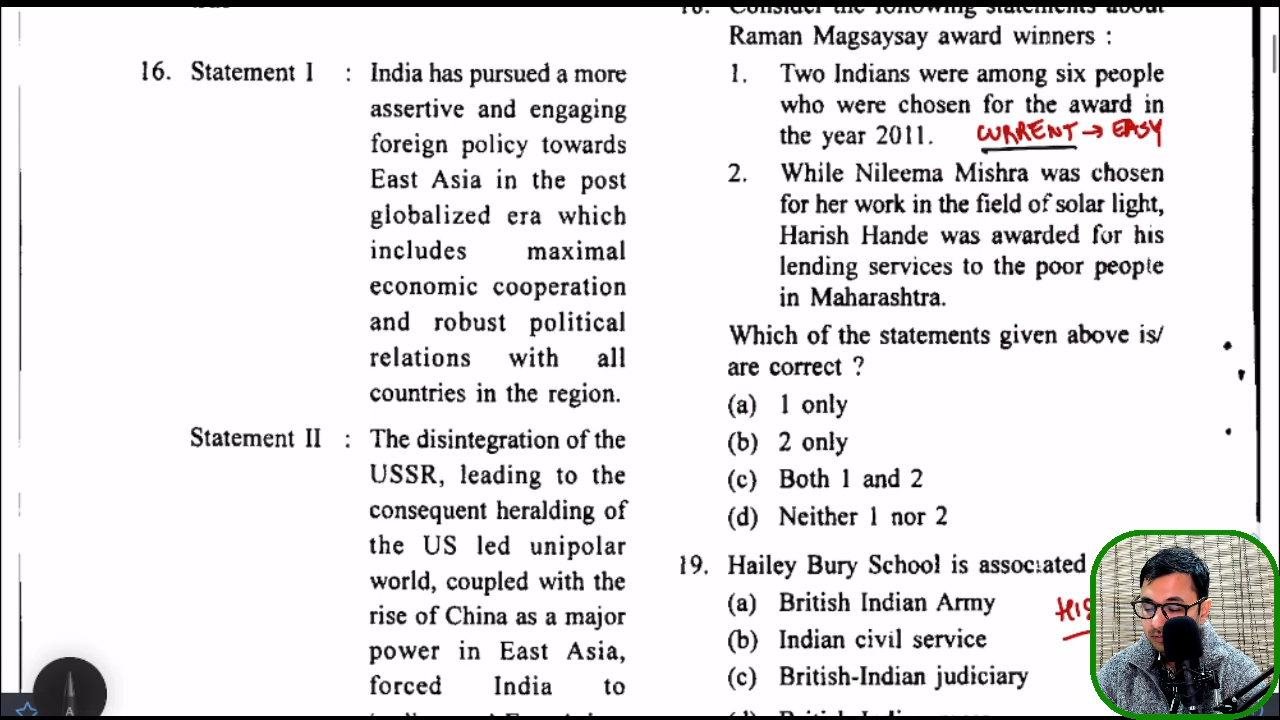 16. Statement I : India has pursued a more
assertive and engaging
foreign policy towards
East Asia in the post
globalized era which
includes maximal
economic cooperation
and robust political
relations with all
countries in the region.
Statement II : The disintegration of the
USSR, leading to the
consequent heralding of
the US led unipolar
world, coupled with the
rise of China as a major
power in East Asia,
forced India to
Consider the following statements about
Raman Magsaysay award winners :
1. Two Indians were among six people
who were chosen for the award in
the year 2011. CURRENT → EASY
2. While Nileema Mishra was chosen
for her work in the field of solar light,
Harish Hande was awarded for his
lending services to the poor people
in Maharashtra.
Which of the statements given above is/
are correct ?
(a) 1 only
(b) 2 only
(c) Both 1 and 2
(d) Neither 1 nor 2
19. Hailey Bury School is associated
(a) British Indian Army
(b) Indian civil service
(c) British-Indian judiciary